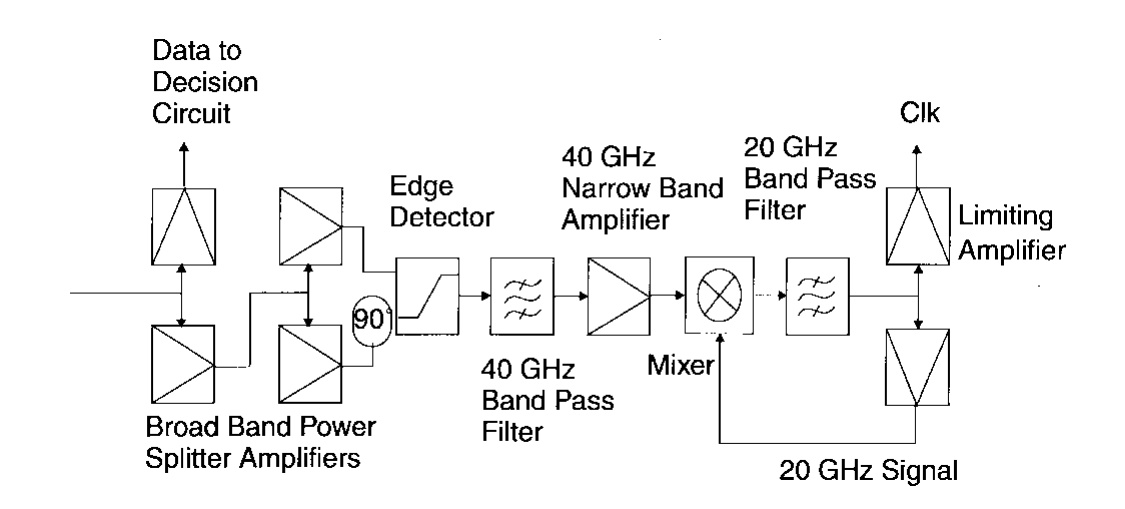 Data to
Decision
Circuit
Clk
40 GHz
Narrow Band
Amplifier
20 GHz
Band Pass
Filter
Edge
Detector
Limiting
Amplifier
90°
Mixer
40 GHz
Band Pass
Filter
Broad Band Power
Splitter Amplifiers
20 GHz Signal